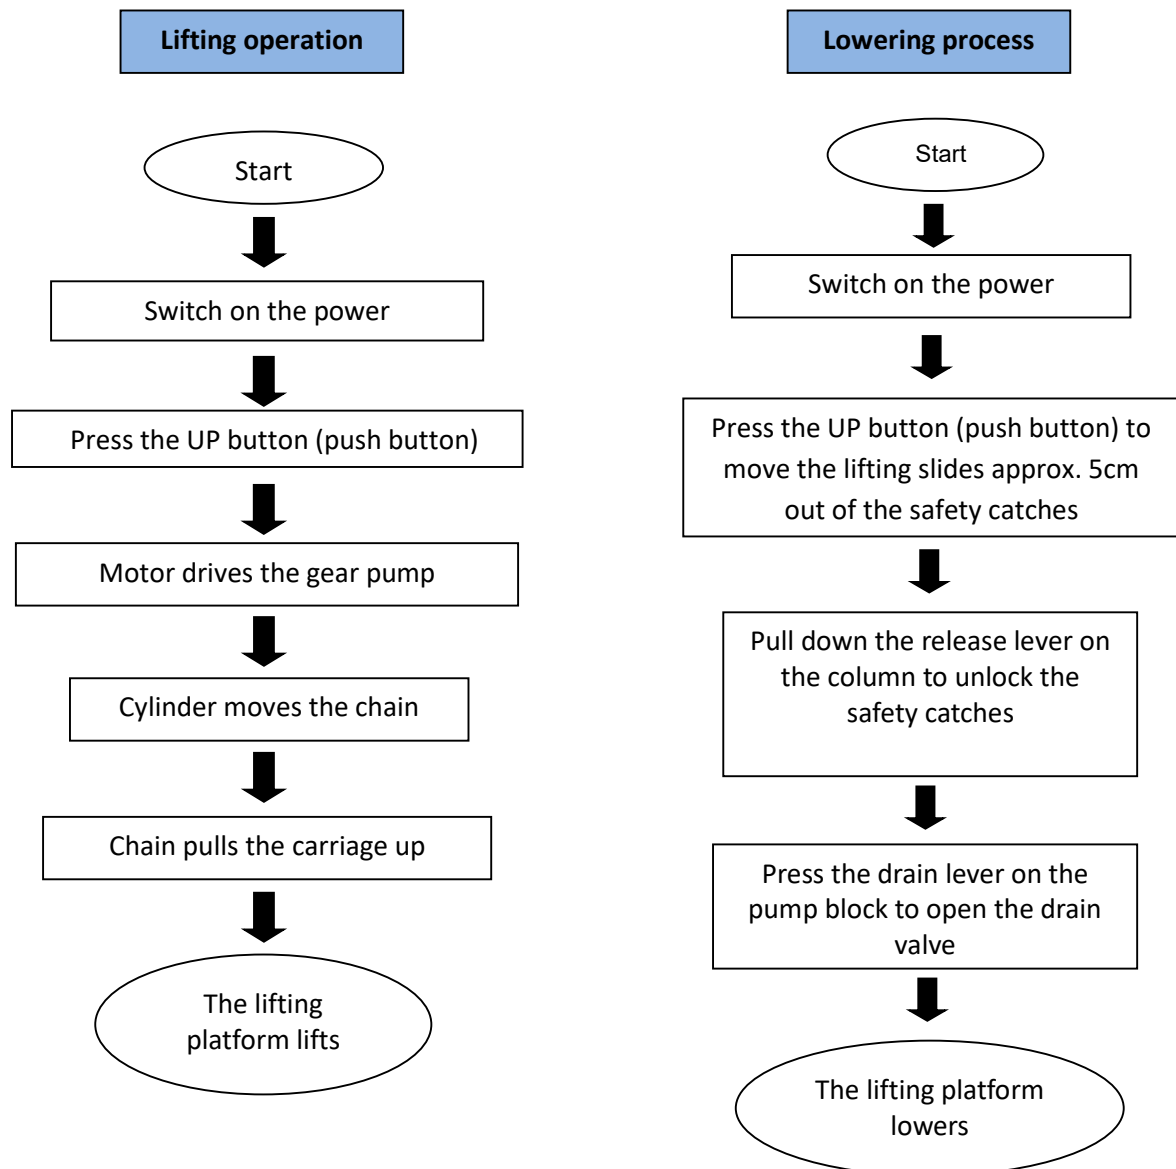 Lifting operation
Start
Switch on the power
Press the UP button (push button)
Motor drives the gear pump
Cylinder moves the chain
Chain pulls the carriage up
The lifting
platform lifts
Lowering process
Start
Switch on the power
Press the UP button (push button) to
move the lifting slides approx. 5cm
out of the safety catches
Pull down the release lever on
the column to unlock the
safety catches
Press the drain lever on the
pump block to open the drain
valve
The lifting platform
lowers